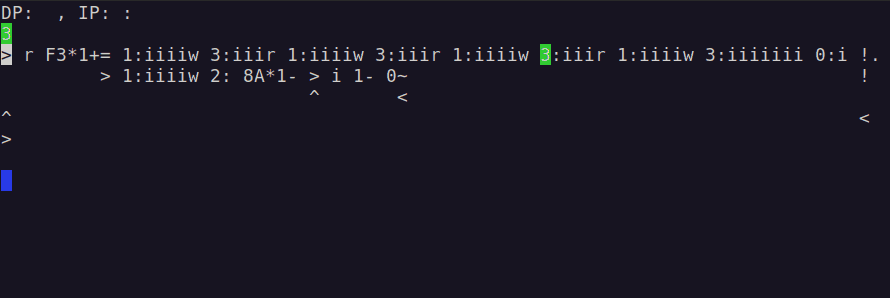 DP:  , IP: :
3
> r F3*1+= 1:iiiiw 3:iiir 1:iiiiw 3:iiir 1:iiiiw 3:iiir 1:iiiiw 3:iiiiiii 0:i !.
         > 1:iiiiw 2: 8A*1- > i 1- 0~                                         !
                            ^       <
^                                                                             <
>